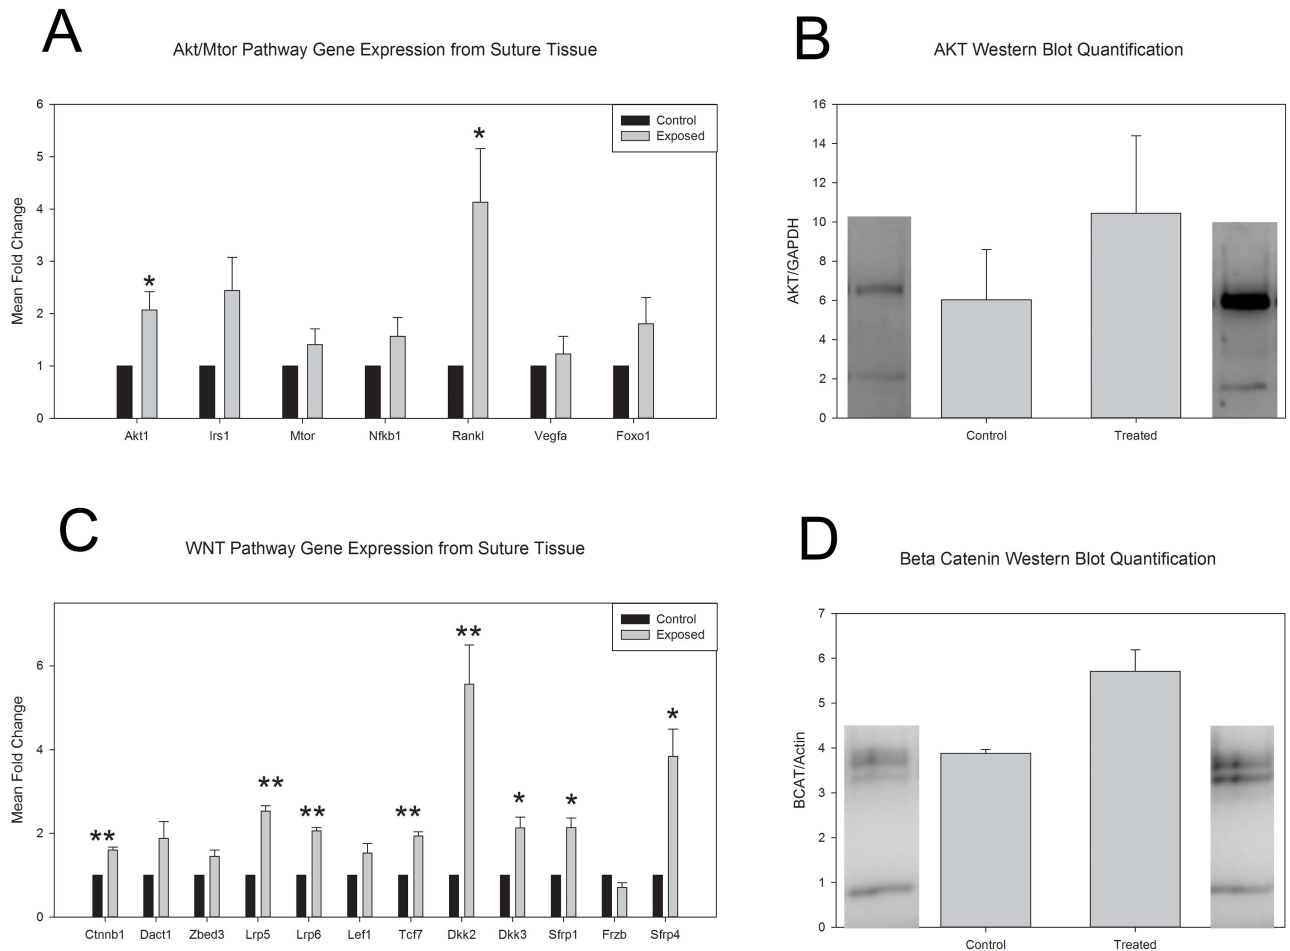 A
Akt/Mtor Pathway Gene Expression from Suture Tissue
Mean Fold Change
6
5
4
3
2
1
0
Control
Exposed
*
*
Akt1 Irs1 Mtor Nfkb1 Rankl Vegfa Foxo1
B
AKT Western Blot Quantification
AKT/GAPDH
16
14
12
10
8
6
4
2
0
Control Treated
C
WNT Pathway Gene Expression from Suture Tissue
Mean Fold Change
6
4
2
0
Control
Exposed
**
**
**
**
**
*
*
*
Ctnnb1 Dact1 Zbed3 Lrp5 Lrp6 Lef1 Tcf7 Dkk2 Dkk3 Sfrp1 Frzb Sfrp4
D
Beta Catenin Western Blot Quantification
BCAT/Actin
7
6
5
4
3
2
1
0
Control Treated